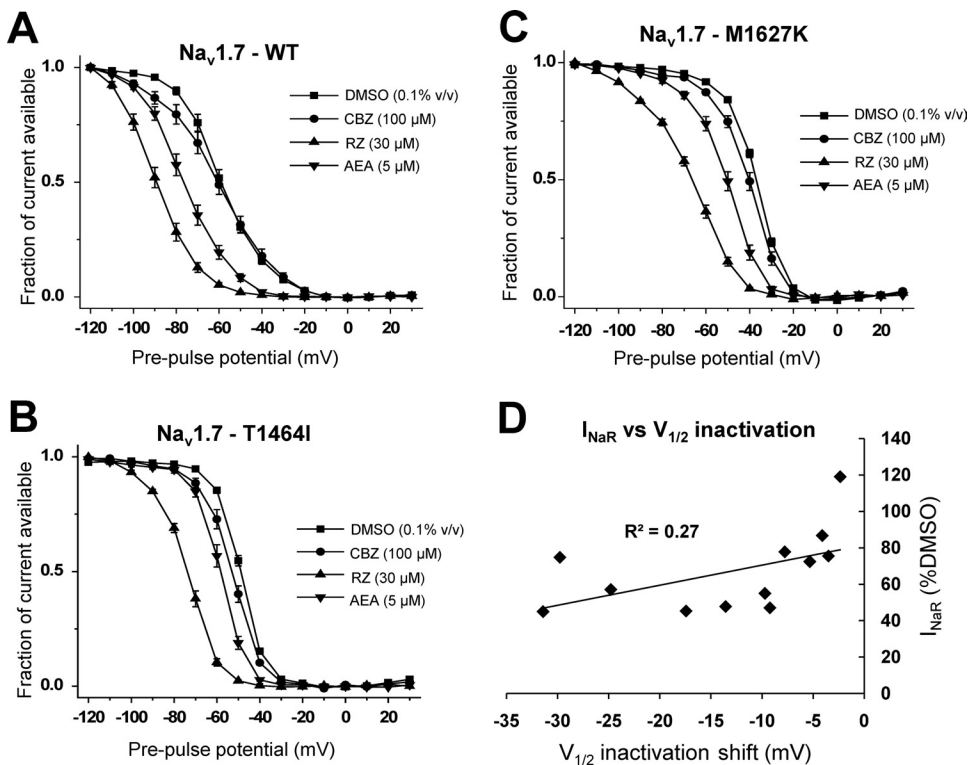 A
Nav1.7 - WT
Fraction of current available
1.0
0.5
0.0
DMSO (0.1% v/v)
CBZ (100 µM)
RZ (30 µM)
AEA (5 µM)
-120 -100 -80 -60 -40 -20 0 20
Pre-pulse potential (mV)
B
Nav1.7 - T1464I
Fraction of current available
1.0
0.5
0.0
DMSO (0.1% v/v)
CBZ (100 µM)
RZ (30 µM)
AEA (5 µM)
-120 -100 -80 -60 -40 -20 0 20
Pre-pulse potential (mV)
C
Nav1.7 - M1627K
Fraction of current available
1.0
0.5
0.0
DMSO (0.1% v/v)
CBZ (100 µM)
RZ (30 µM)
AEA (5 µM)
-120 -100 -80 -60 -40 -20 0 20
Pre-pulse potential (mV)
D
INaR vs V1/2 inactivation
R² = 0.27
140
120
100
80
60
40
20
0
INaR (%DMSO)
-35 -30 -25 -20 -15 -10 -5 0
V1/2 inactivation shift (mV)